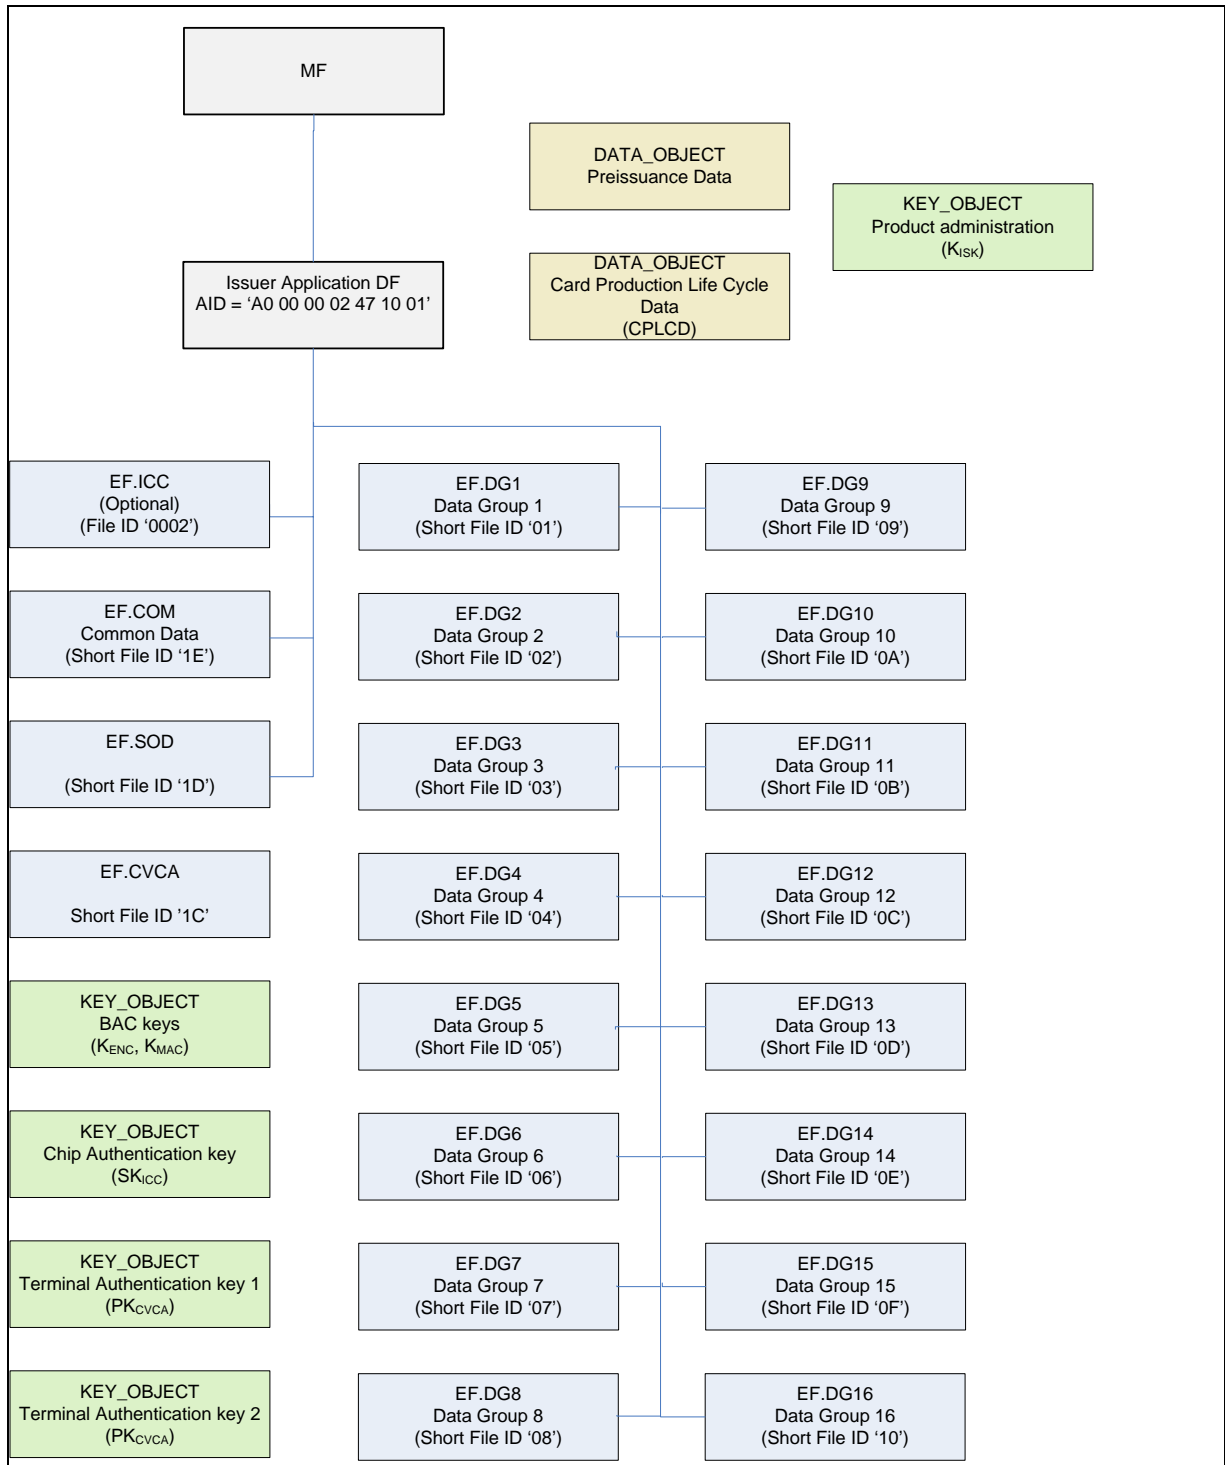 MF
DATA_OBJECT
Preissuance Data
KEY_OBJECT
Product administration
(KISK)
Issuer Application DF
AID = ‘A0 00 00 02 47 10 01’
DATA_OBJECT
Card Production Life Cycle
Data
(CPLCD)
EF.ICC
(Optional)
(File ID ‘0002’)
EF.COM
Common Data
(Short File ID ‘1E’)
EF.SOD
(Short File ID ‘1D’)
EF.CVCA
Short File ID ’1C’
KEY_OBJECT
BAC keys
(KENC, KMAC)
KEY_OBJECT
Chip Authentication key
(SKICC)
KEY_OBJECT
Terminal Authentication key 1
(PKCVCA)
KEY_OBJECT
Terminal Authentication key 2
(PKCVCA)
EF.DG1
Data Group 1
(Short File ID ‘01’)
EF.DG2
Data Group 2
(Short File ID ‘02’)
EF.DG3
Data Group 3
(Short File ID ‘03’)
EF.DG4
Data Group 4
(Short File ID ‘04’)
EF.DG5
Data Group 5
(Short File ID ‘05’)
EF.DG6
Data Group 6
(Short File ID ‘06’)
EF.DG7
Data Group 7
(Short File ID ‘07’)
EF.DG8
Data Group 8
(Short File ID ‘08’)
EF.DG9
Data Group 9
(Short File ID ‘09’)
EF.DG10
Data Group 10
(Short File ID ‘0A’)
EF.DG11
Data Group 11
(Short File ID ‘0B’)
EF.DG12
Data Group 12
(Short File ID ‘0C’)
EF.DG13
Data Group 13
(Short File ID ‘0D’)
EF.DG14
Data Group 14
(Short File ID ‘0E’)
EF.DG15
Data Group 15
(Short File ID ‘0F’)
EF.DG16
Data Group 16
(Short File ID ‘10’)